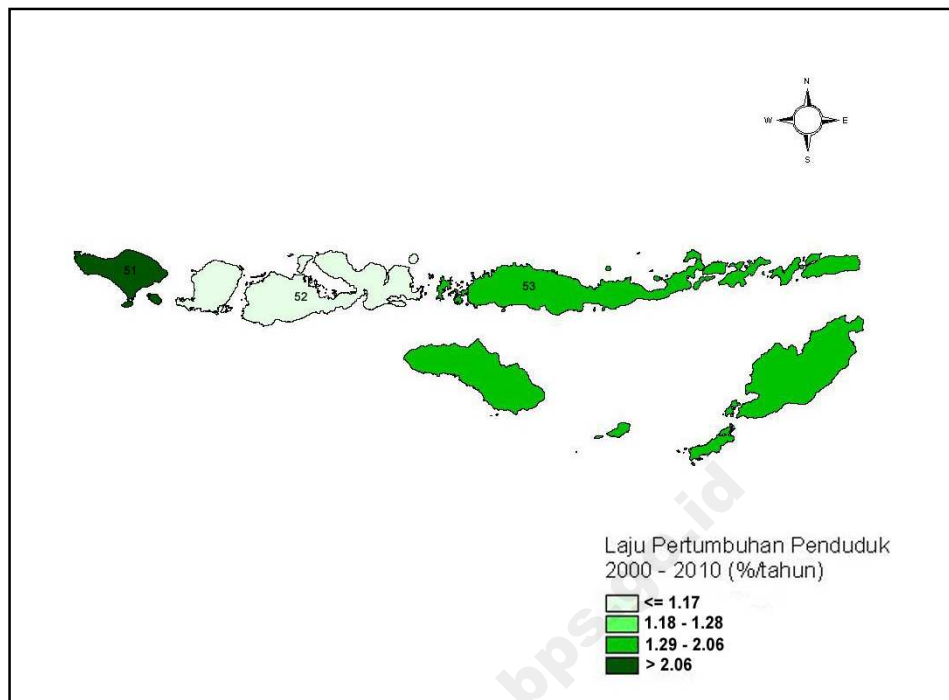 N
W E
S
51
52
53
Laju Pertumbuhan Penduduk
2000 - 2010 (%/tahun)
<= 1.17
1.18 - 1.28
1.29 - 2.06
> 2.06
bps.go.id